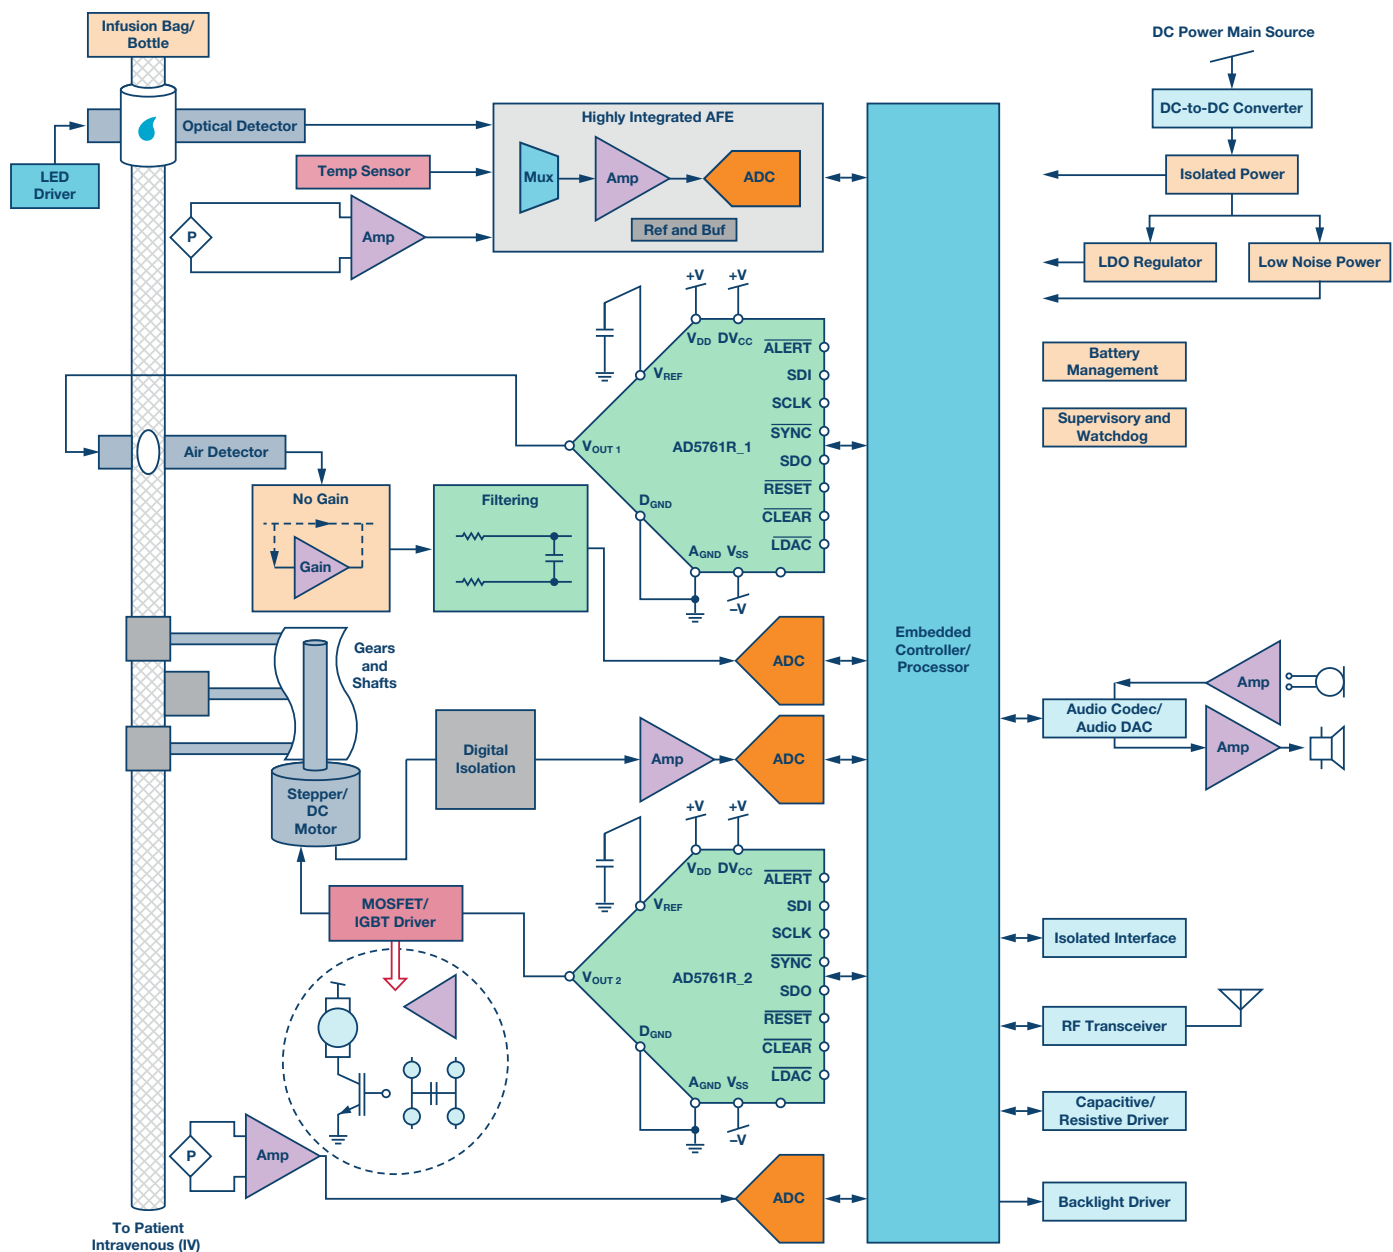 Infusion Bag/
Bottle
DC Power Main Source
DC-to-DC Converter
Optical Detector
Highly Integrated AFE
LED
Driver
Temp Sensor
Mux
Amp
ADC
Isolated Power
P
Amp
Ref and Buf
LDO Regulator
Low Noise Power
+V
+V
VDD
DVCC
ALERT
VREF
SDI
SCLK
SYNC
VOUT 1
AD5761R_1
SDO
RESET
DGND
CLEAR
LDAC
AGND
VSS
–V
Battery
Management
Supervisory and
Watchdog
Air Detector
No Gain
Gain
Filtering
ADC
Embedded
Controller/
Processor
Gears
and
Shafts
Amp
Audio Codec/
Audio DAC
Amp
Digital
Isolation
Amp
ADC
Stepper/
DC
Motor
+V
+V
VDD
DVCC
ALERT
VREF
SDI
SCLK
SYNC
VOUT 2
AD5761R_2
SDO
RESET
DGND
CLEAR
LDAC
AGND
VSS
–V
MOSFET/
IGBT Driver
Isolated Interface
RF Transceiver
Capacitive/
Resistive Driver
P
Amp
ADC
Backlight Driver
To Patient
Intravenous (IV)